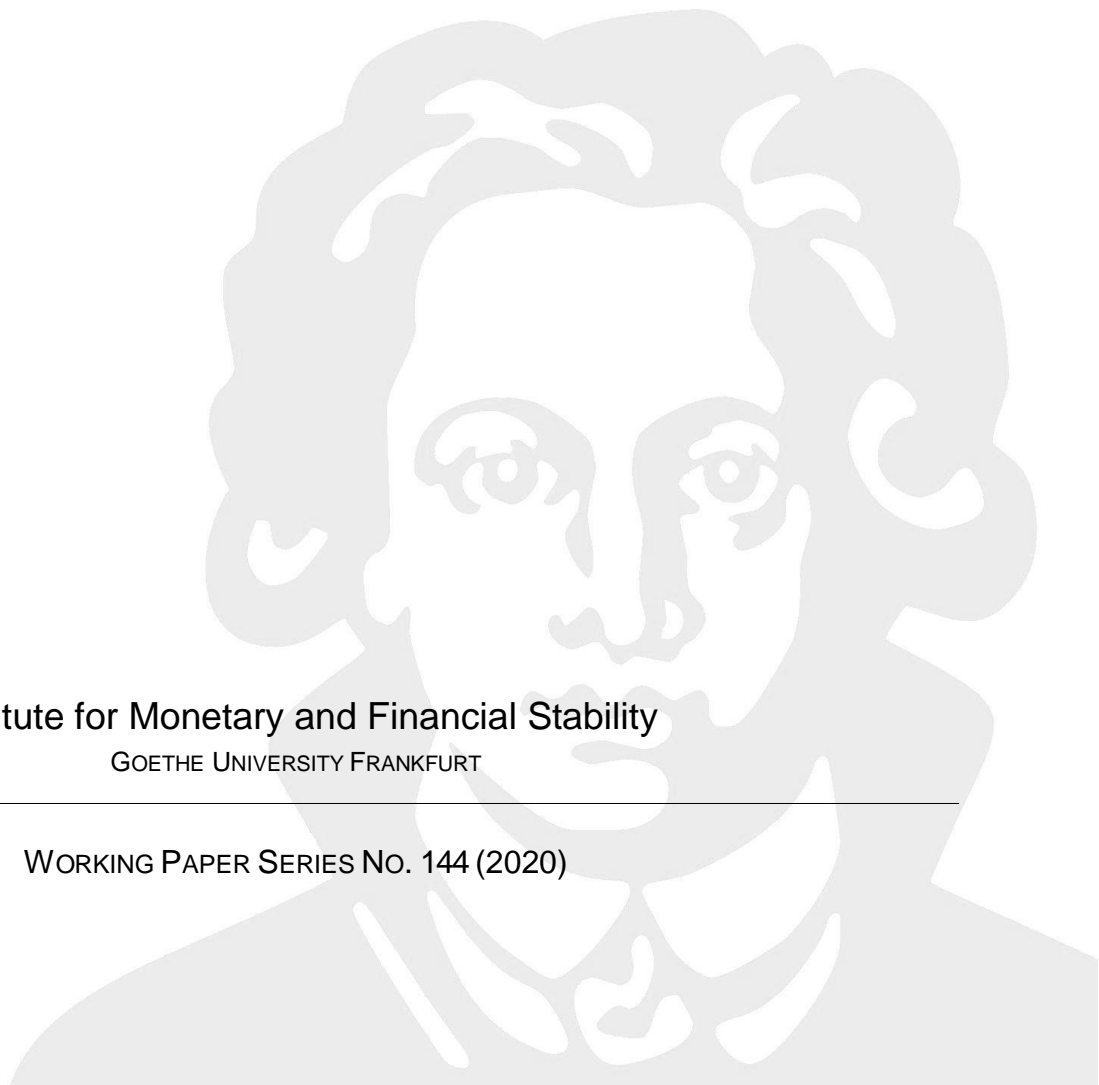 tute for Monetary and Financial Stability
GOETHE UNIVERSITY FRANKFURT
WORKING PAPER SERIES NO. 144 (2020)